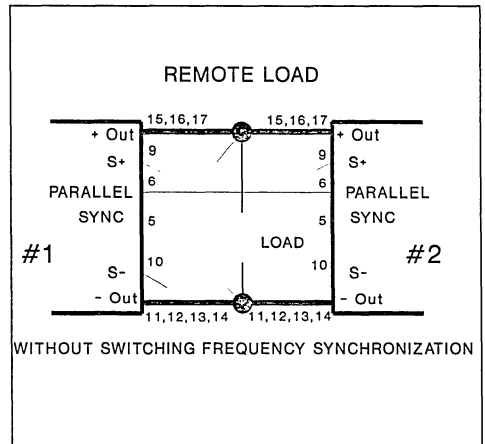 REMOTE LOAD
15,16,17 15,16,17
+ Out + Out
9 9
S+ S+
6 6
PARALLEL PARALLEL
SYNC SYNC
5 5
#1 LOAD #2
10 10
S- S-
- Out - Out
11,12,13,14 11,12,13,14
WITHOUT SWITCHING FREQUENCY SYNCHRONIZATION